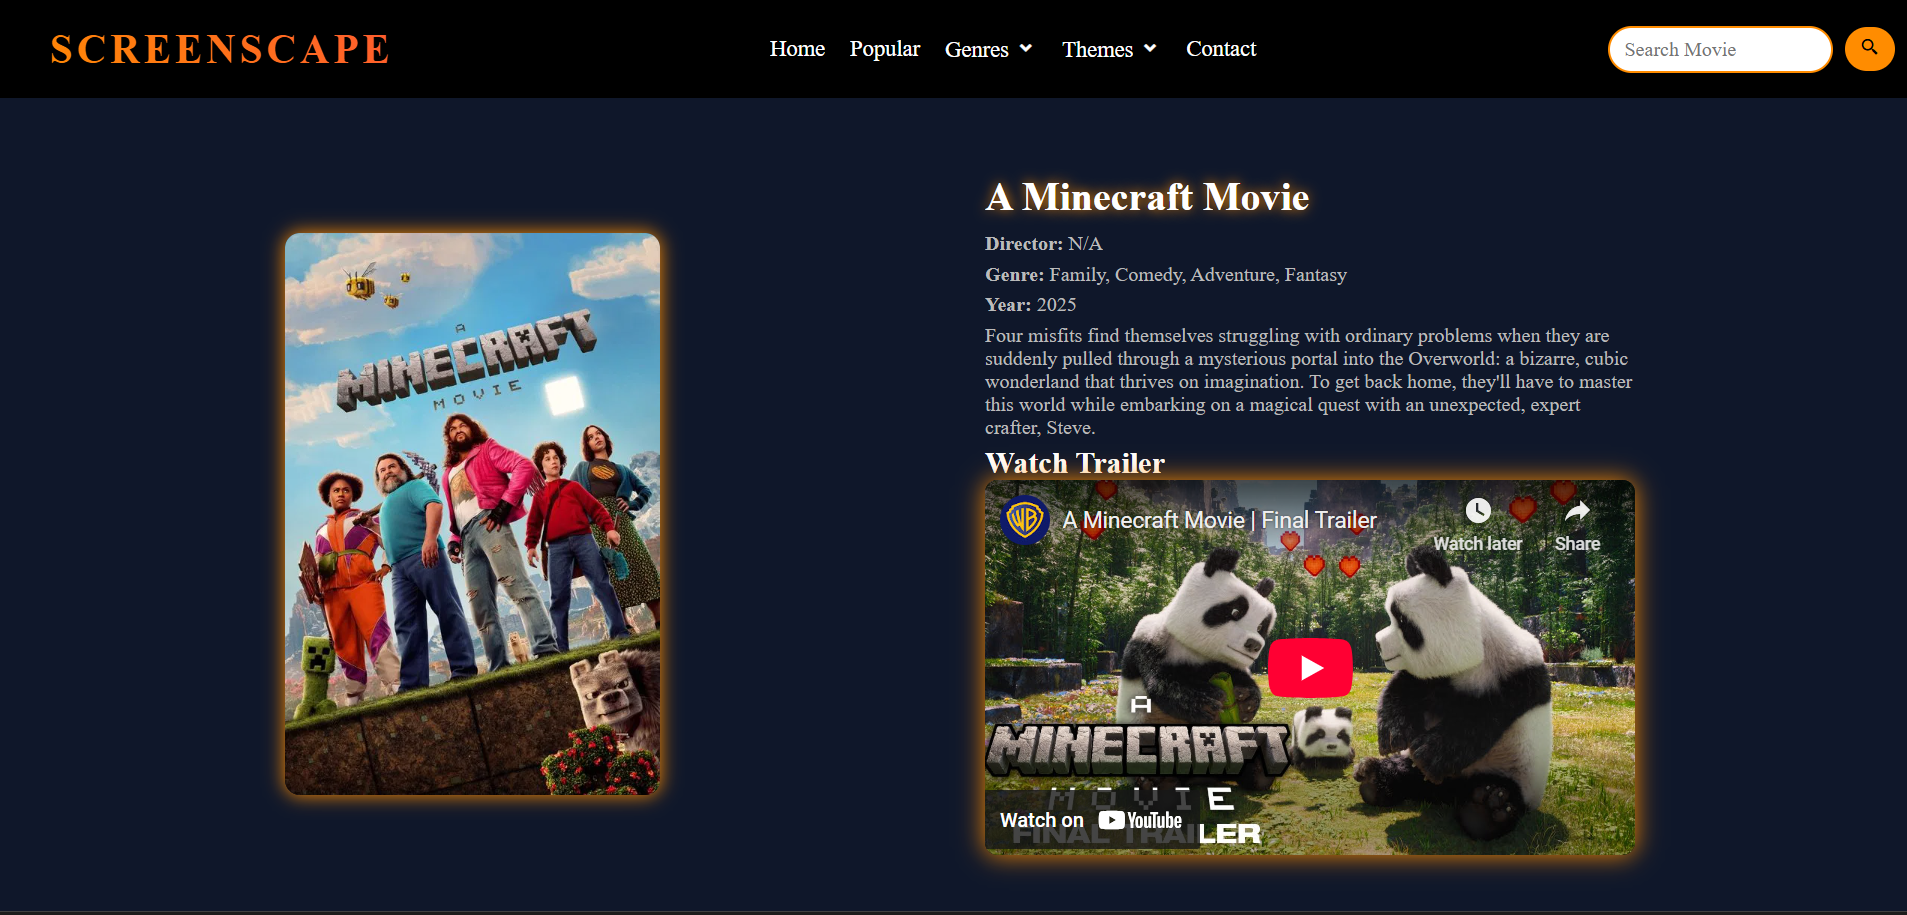 SCREENSCAPE
Home
Popular
Genres
Themes
Contact
Search Movie
A Minecraft Movie
Director: N/A
Genre: Family, Comedy, Adventure, Fantasy
Year: 2025
Four misfits find themselves struggling with ordinary problems when they are
suddenly pulled through a mysterious portal into the Overworld: a bizarre, cubic
wonderland that thrives on imagination. To get back home, they'll have to master
this world while embarking on a magical quest with an unexpected, expert
crafter, Steve.
Watch Trailer
A
MINECRAFT
MOVIE
WB
A Minecraft Movie | Final Trailer
Watch later
Share
A
MINECRAFT
MOVIE
FINAL TRAILER
Watch on YouTube